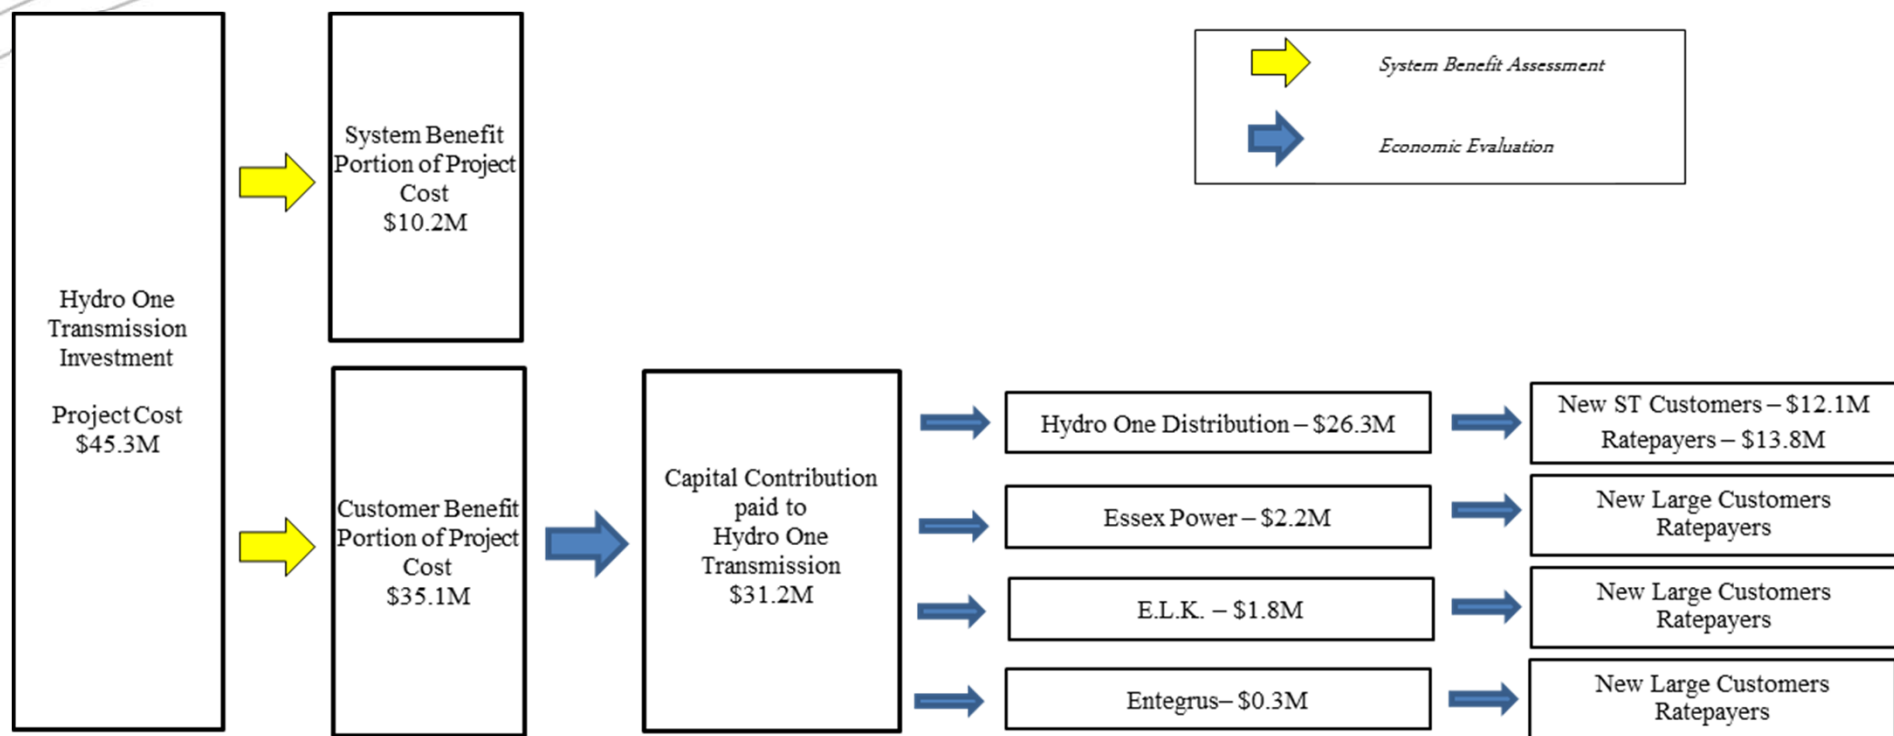 Hydro One
Transmission
Investment
Project Cost
$45.3M
System Benefit
Portion of Project
Cost
$10.2M
Customer Benefit
Portion of Project
Cost
$35.1M
Capital Contribution
paid to
Hydro One
Transmission
$31.2M
System Benefit Assessment
Economic Evaluation
Hydro One Distribution – $26.3M
New ST Customers – $12.1M
Ratepayers – $13.8M
Essex Power – $2.2M
New Large Customers
Ratepayers
E.L.K. – $1.8M
New Large Customers
Ratepayers
Entegrus– $0.3M
New Large Customers
Ratepayers